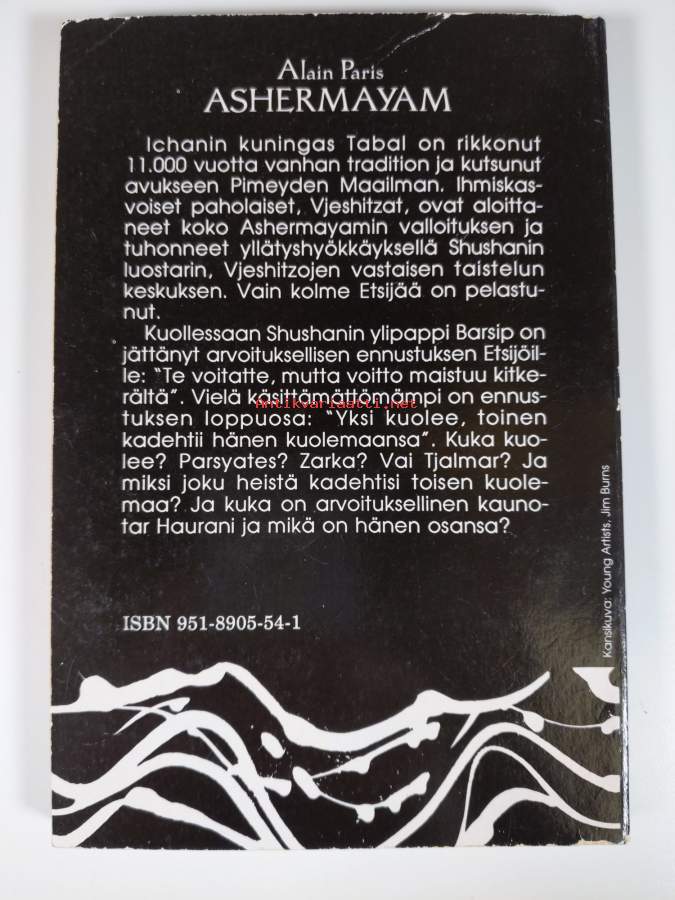 Alain Paris
ASHERMAYAM
Ichanin kuningas Tabal on rikkonut
11.000 vuotta vanhan tradition ja kutsunut
avukseen Pimeyden Maailman. Ihmiskas-
voiset paholaiset, Vjeshitzat, ovat aloitta-
neet koko Ashermayamin valloituksen ja
tuhonneet yllätyshyökkäyksellä Shushanin
luostarin, Vjeshitzojen vastaisen taistelun
keskuksen. Vain kolme Etsijää on pelastu-
nut.
Kuollessaan Shushanin ylipappi Barsip on
jättänyt arvoituksellisen ennustuksen Etsijöil-
le: "Te voitatte, mutta voitto maistuu kitke-
rältä". Vielä käsittämättömämpi on ennus-
tuksen loppuosa: "Yksi kuolee, toinen
kadehtii hänen kuolemaansa". Kuka kuo-
lee? Parsyates? Zarka? Vai Tjalmar? Ja
miksi joku heistä kadehtisi toisen kuole-
maa? Ja kuka on arvoituksellinen kauno-
tar Haurani ja mikä on hänen osansa?
ISBN 951-8905-54-1
Kansikuva: Young Artists, Jim Burns
Antikvariaatti.net